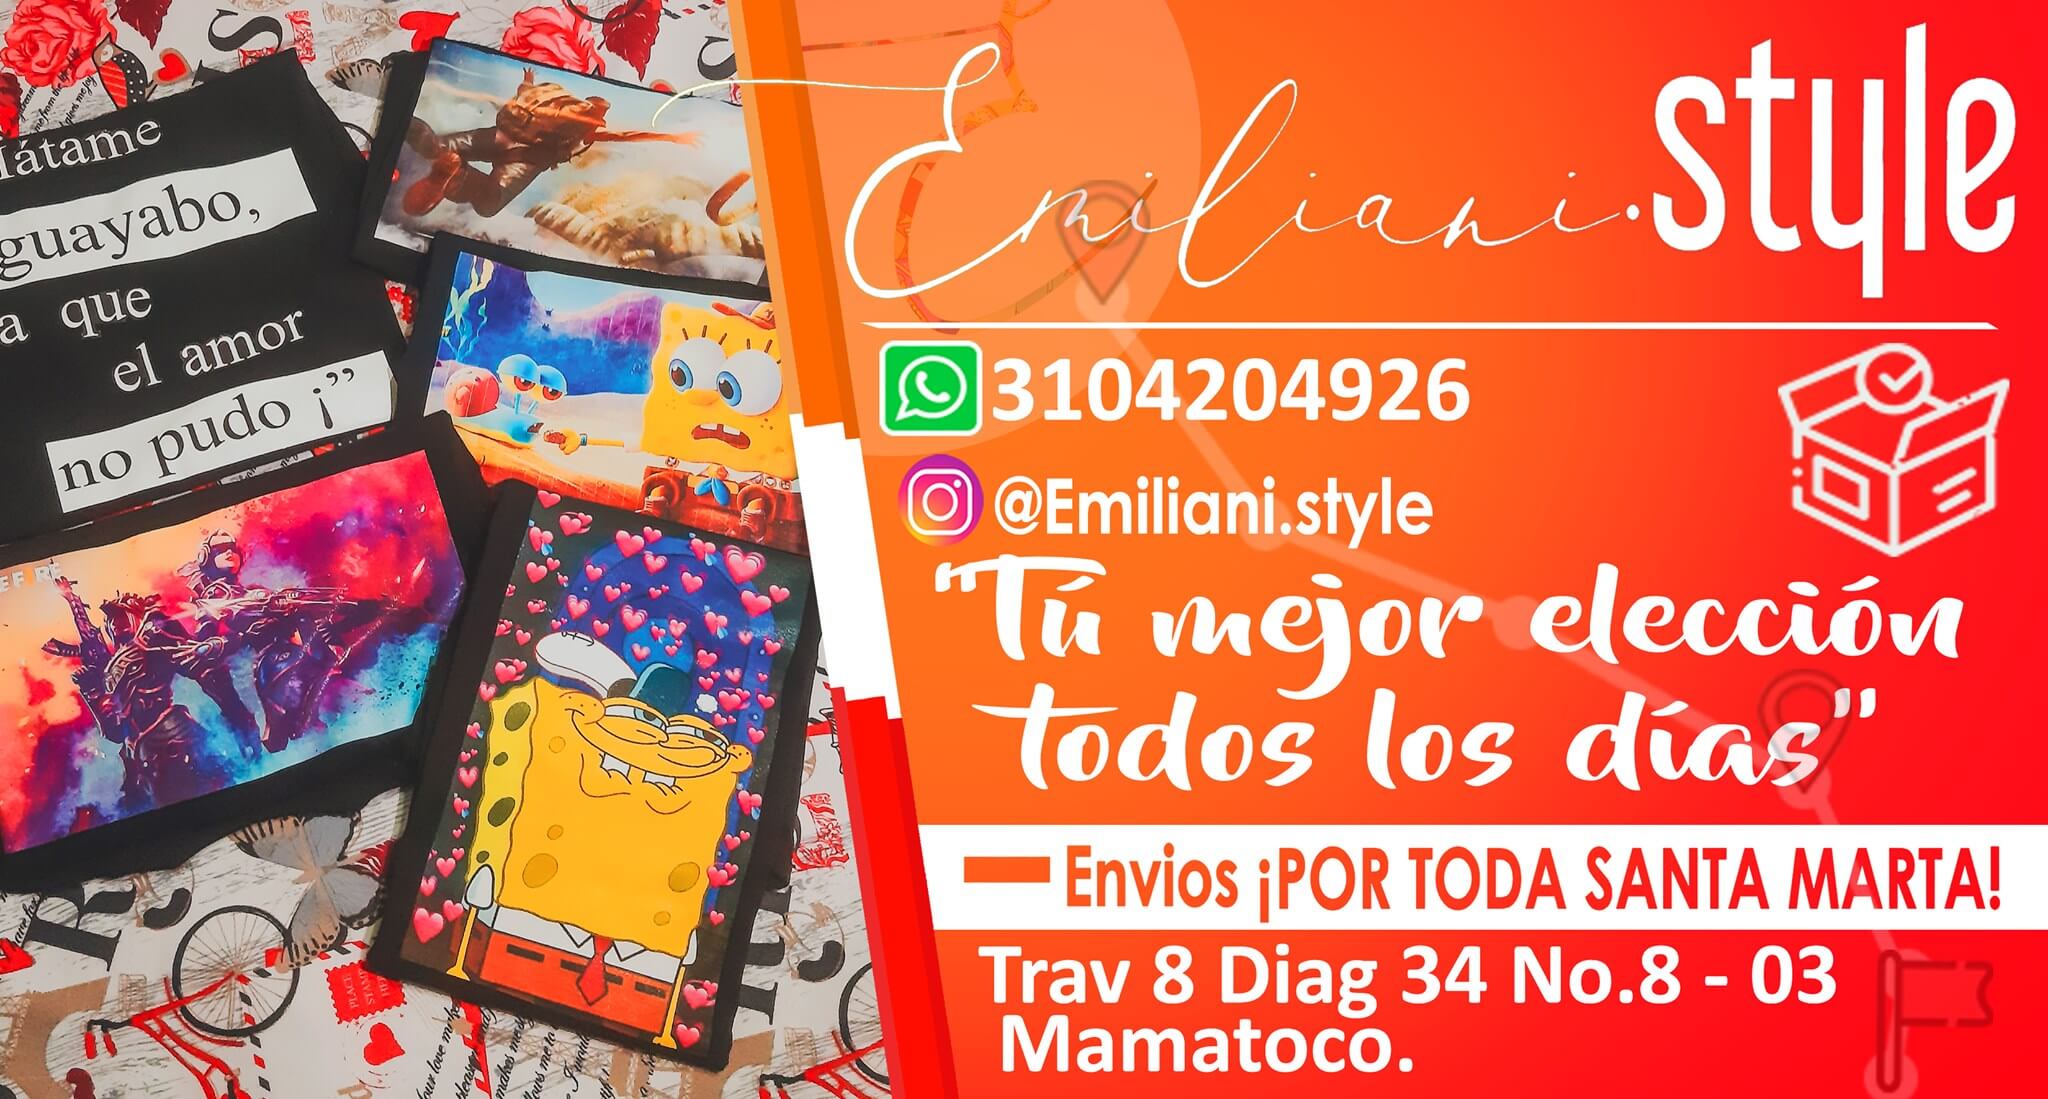 Emiliani.style
3104204926
@Emiliani.style
"Tú mejor elección
todos los días"
Envios ¡POR TODA SANTA MARTA!
Trav 8 Diag 34 No.8 - 03
Mamatoco.
guayabo,
que
el amor
no pudo ¡”